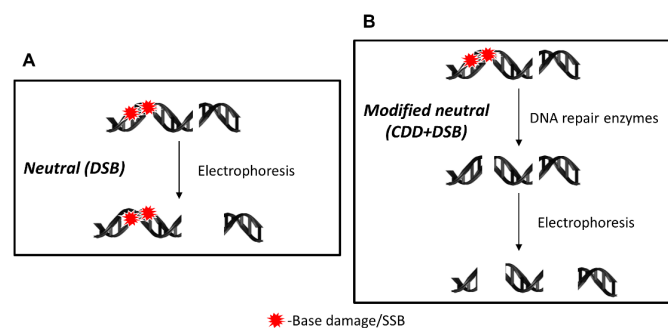 A
Neutral (DSB)
Electrophoresis
B
Modified neutral
(CDD+DSB)
DNA repair enzymes
Electrophoresis
-Base damage/SSB